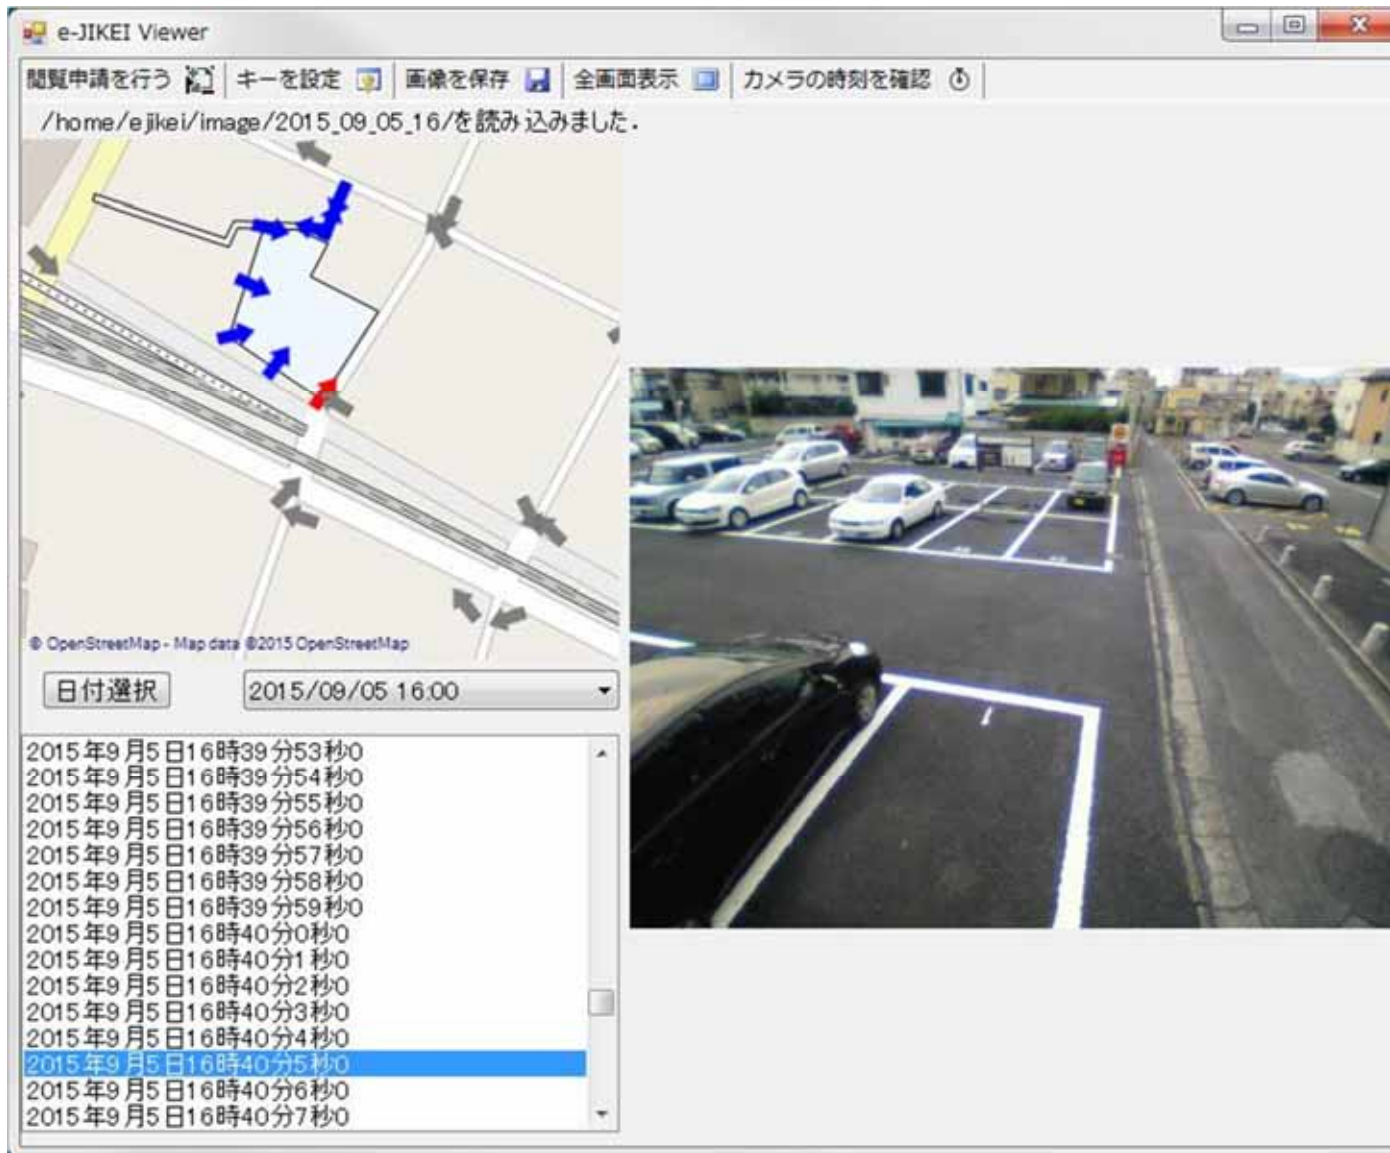 e-JIKEI Viewer
閲覧申請を行う キーを設定 画像を保存 全画面表示 カメラの時刻を確認
/home/ejikei/image/2015_09_05_16/を読み込みました.
© OpenStreetMap - Map data ©2015 OpenStreetMap
日付選択 2015/09/05 16:00
2015年9月5日16時39分53秒0
2015年9月5日16時39分54秒0
2015年9月5日16時39分55秒0
2015年9月5日16時39分56秒0
2015年9月5日16時39分57秒0
2015年9月5日16時39分58秒0
2015年9月5日16時39分59秒0
2015年9月5日16時40分0秒0
2015年9月5日16時40分1秒0
2015年9月5日16時40分2秒0
2015年9月5日16時40分3秒0
2015年9月5日16時40分4秒0
2015年9月5日16時40分5秒0
2015年9月5日16時40分6秒0
2015年9月5日16時40分7秒0